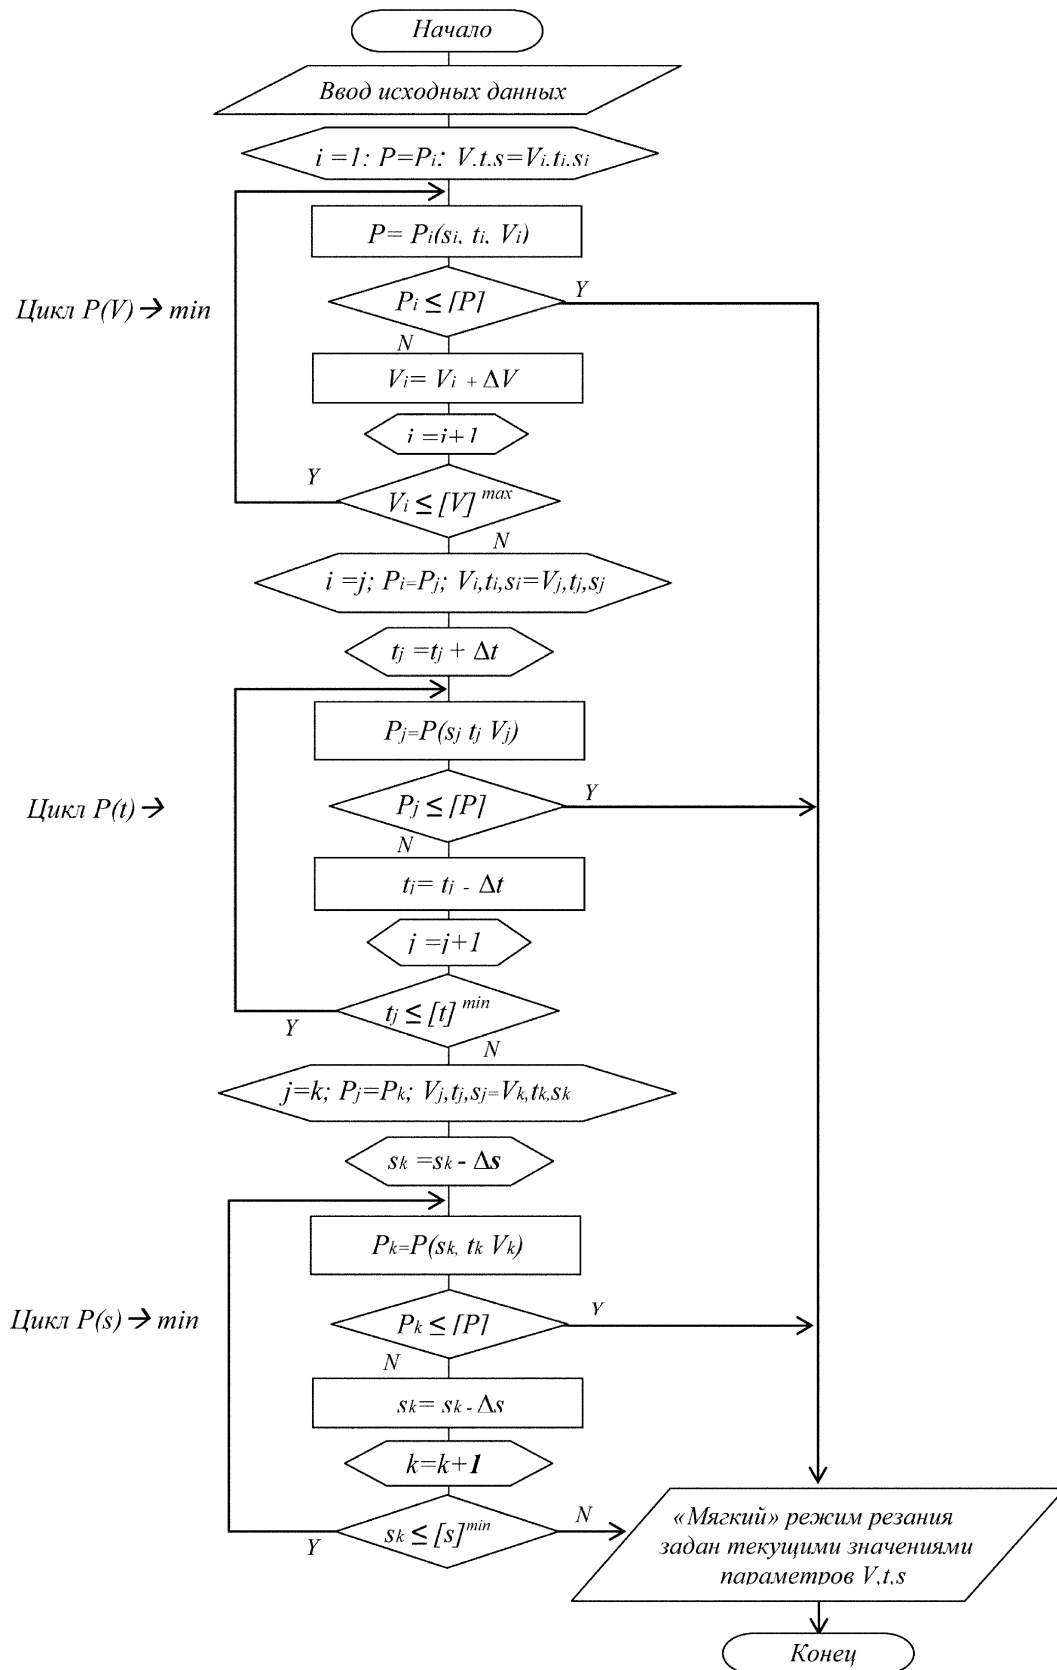 Начало
Ввод исходных данных
i =1: P=Pi: V.t.s=Vi.ti.si
P= Pi(si, ti, Vi)
Цикл P(V)→ min
Pi ≤ [P]
Y
N
Vi= Vi + ΔV
i =i+1
Y
Vi ≤ [V] max
N
i =j; Pi=Pj; Vi,ti,si=Vj,tj,sj
tj =tj + Δt
Pj=P(sj tj Vj)
Цикл P(t)→
Pj ≤ [P]
Y
N
tj= tj - Δt
j =j+1
tj ≤ [t] min
Y
N
j=k; Pj=Pk; Vj,tj,sj=Vk,tk,sk
sk =sk - Δs
Pk=P(sk, tk Vk)
Цикл P(s)→ min
Pk ≤ [P]
Y
N
sk= sk - Δs
k=k+1
sk ≤ [s]min
Y
N
«Мягкий» режим резания
задан текущими значениями
параметров V,t,s
Конец